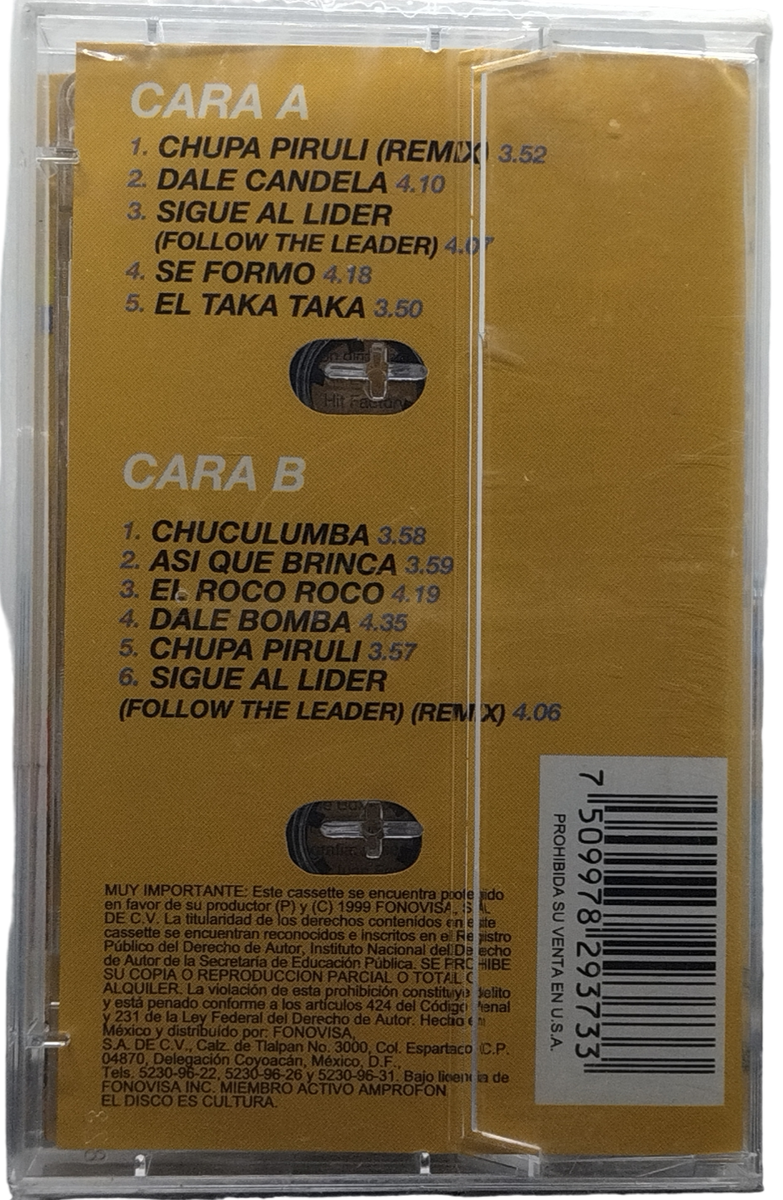 CARA A
1. CHUPA PIRULI (REMIX) 3.52
2. DALE CANDELA 4.10
3. SIGUE AL LIDER
(FOLLOW THE LEADER) 4.07
4. SE FORMO 4.18
5. EL TAKA TAKA 3.50
Hit Factory
CARA B
1. CHUCULUMBA 3.58
2. ASI QUE BRINCA 3.59
3. EL ROCO ROCO 4.19
4. DALE BOMBA 4.35
5. CHUPA PIRULI 3.57
6. SIGUE AL LIDER
(FOLLOW THE LEADER) (REMIX) 4.06
MUY IMPORTANTE: Este cassette se encuentra protegido
en favor de su productor (P) y (C) 1999 FONOVISA, S.A.
DE C.V. La titularidad de los derechos contenidos en este
cassette se encuentran reconocidos e inscritos en el Registro
Público del Derecho de Autor, Instituto Nacional del Derecho
de Autor de la Secretaría de Educación Pública. SE PROHIBE
SU COPIA O REPRODUCCION PARCIAL O TOTAL O
ALQUILER. La violación de esta prohibición constituye delito
y está penado conforme a los artículos 424 del Código Penal
y 231 de la Ley Federal del Derecho de Autor. Hecho en
México y distribuido por: FONOVISA,
S.A. DE C.V., Calz. de Tlalpan No. 3000, Col. Espartaco C.P.
04870, Delegación Coyoacán, México, D.F.,
Tels. 5230-96-22, 5230-96-26 y 5230-96-31. Bajo licencia de
FONOVISA INC. MIEMBRO ACTIVO AMPROFON
EL DISCO ES CULTURA.
7 509978 293733
PROHIBIDA SU VENTA EN U.S.A.